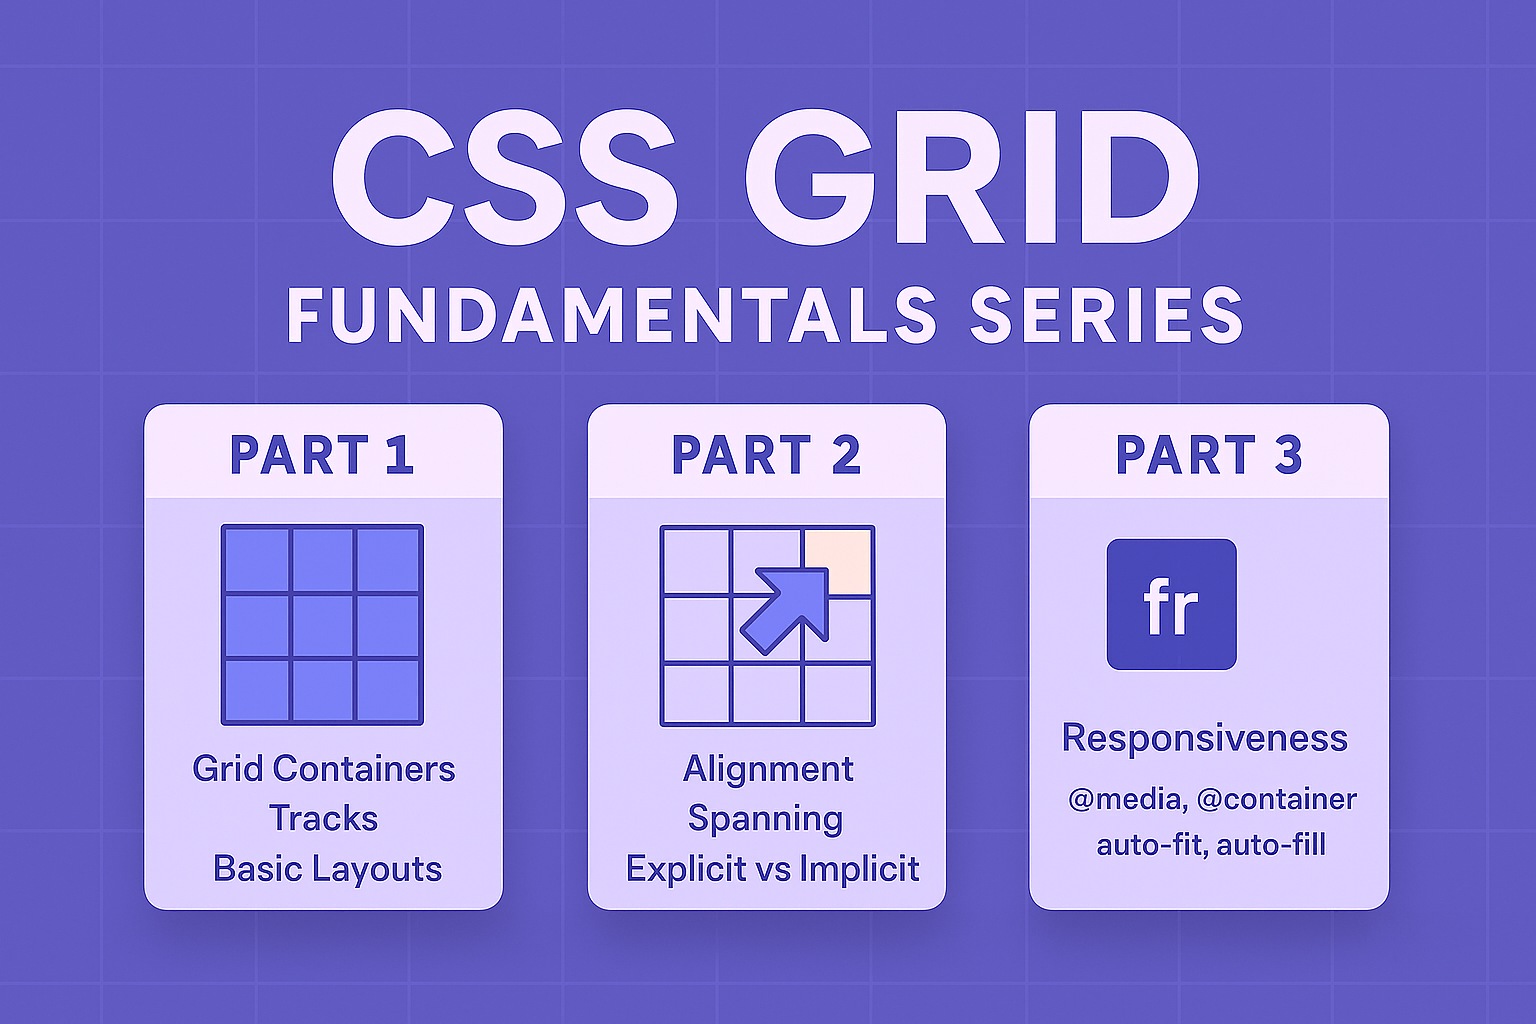 CSS GRID
FUNDAMENTALS SERIES
PART 1
Grid Containers
Tracks
Basic Layouts
PART 2
Alignment
Spanning
Explicit vs Implicit
PART 3
fr
Responsiveness
@media, @container
auto-fit, auto-fill